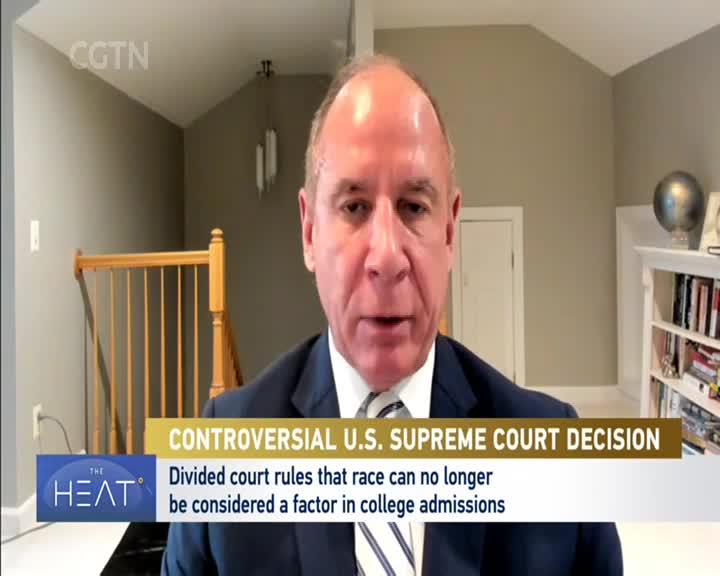 CGTN
CONTROVERSIAL U.S. SUPREME COURT DECISION
THE
HEAT
Divided court rules that race can no longer
be considered a factor in college admissions